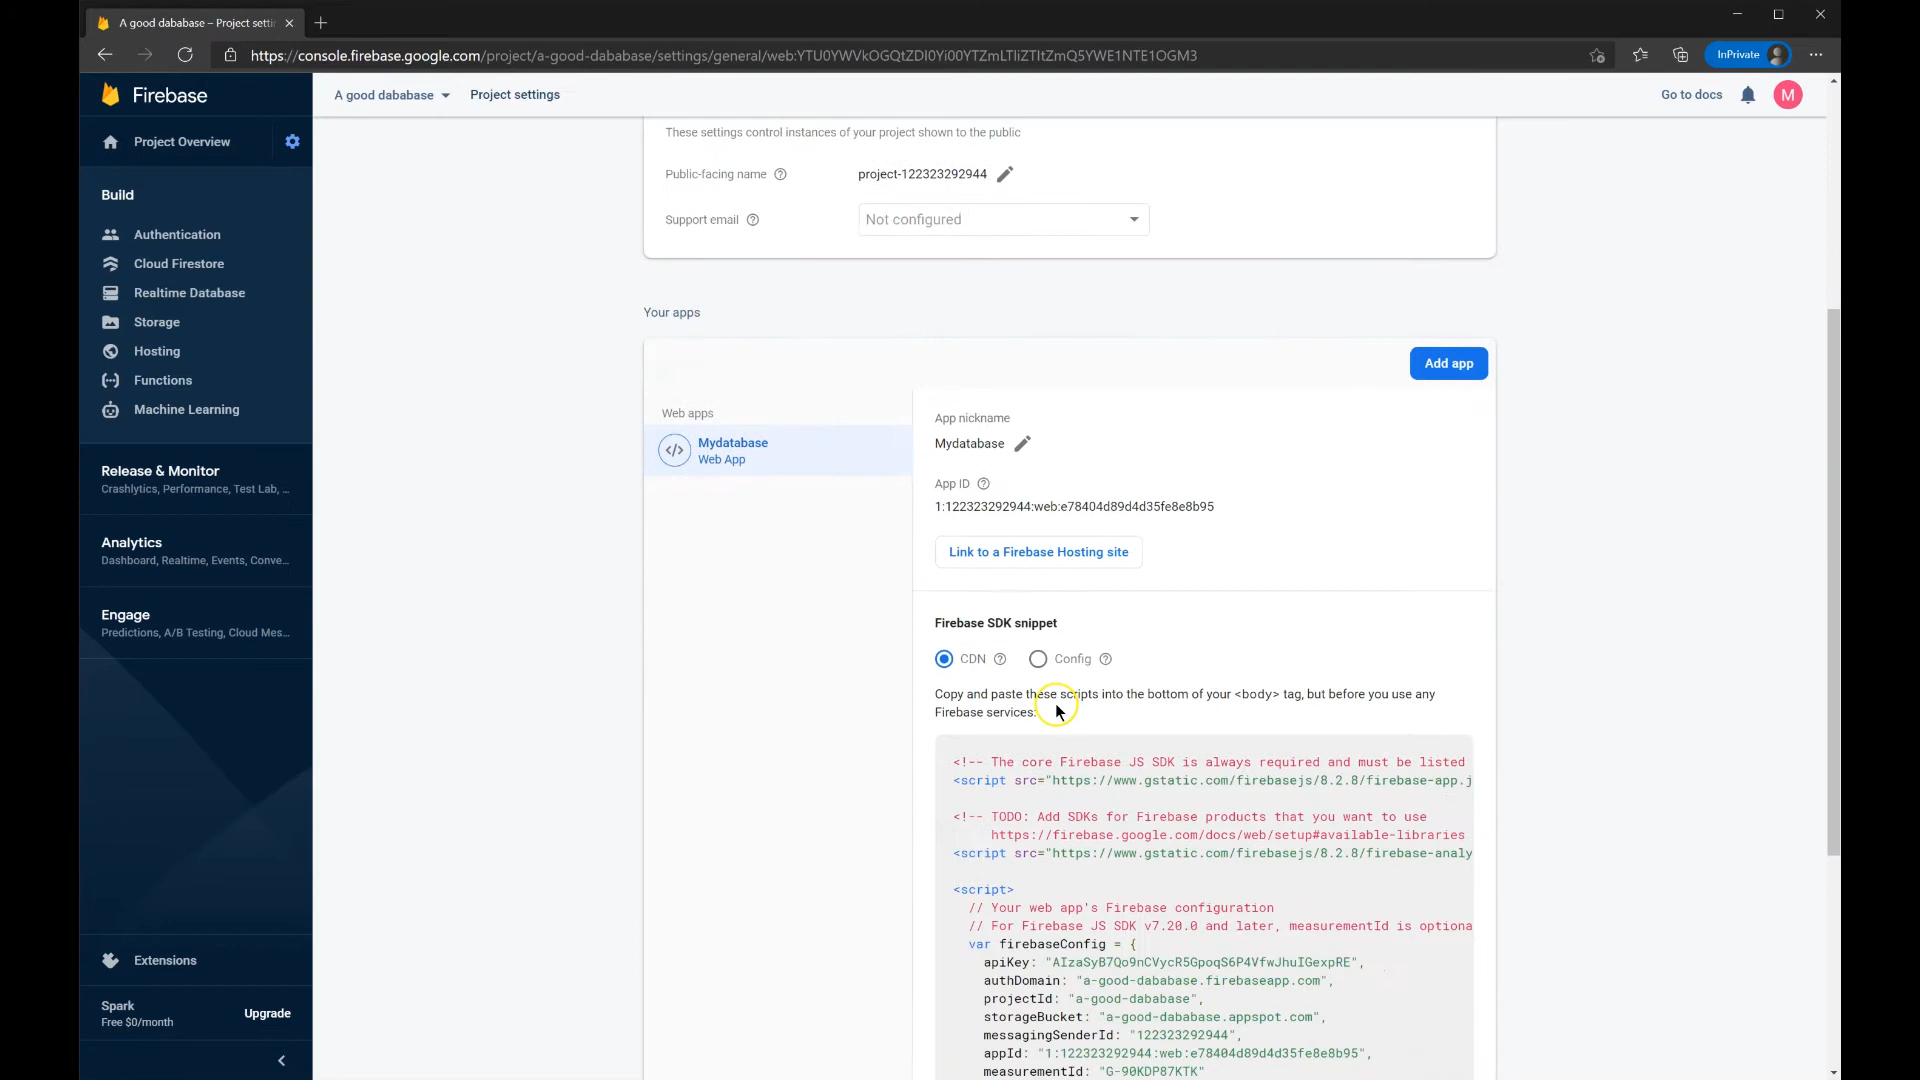 A good dababase – Project setti
https://console.firebase.google.com/project/a-good-dababase/settings/general/web:YTU0YWVkOGQtZDI0Yi00YTZmLTliZTItZmQ5YWE1NTE1OGM3
InPrivate
Firebase
A good dababase
Project settings
Go to docs
M
Project Overview
Build
Authentication
Cloud Firestore
Realtime Database
Storage
Hosting
Functions
Machine Learning
Release & Monitor
Crashlytics, Performance, Test Lab, ...
Analytics
Dashboard, Realtime, Events, Conve...
Engage
Predictions, A/B Testing, Cloud Mes...
Extensions
Spark
Free $0/month
Upgrade
These settings control instances of your project shown to the public
Public-facing name
project-122323292944
Support email
Not configured
Your apps
Add app
Web apps
Mydatabase
Web App
App nickname
Mydatabase
App ID
1:122323292944:web:e78404d89d4d35fe8e8b95
Link to a Firebase Hosting site
Firebase SDK snippet
CDN
Config
Copy and paste these scripts into the bottom of your <body> tag, but before you use any
Firebase services:
<!-- The core Firebase JS SDK is always required and must be listed
<script src="https://www.gstatic.com/firebasejs/8.2.8/firebase-app.j
<!-- TODO: Add SDKs for Firebase products that you want to use
https://firebase.google.com/docs/web/setup#available-libraries
<script src="https://www.gstatic.com/firebasejs/8.2.8/firebase-analy
<script>
// Your web app's Firebase configuration
// For Firebase JS SDK v7.20.0 and later, measurementId is optiona
var firebaseConfig = {
apiKey: "AIzaSyB7Qo9nCVycR5GpoqS6P4VfwJhuIGexpRE",
authDomain: "a-good-dababase.firebaseapp.com",
projectId: "a-good-dababase",
storageBucket: "a-good-dababase.appspot.com",
messagingSenderId: "122323292944",
appId: "1:122323292944:web:e78404d89d4d35fe8e8b95",
measurementId: "G-90KDP87KTK"